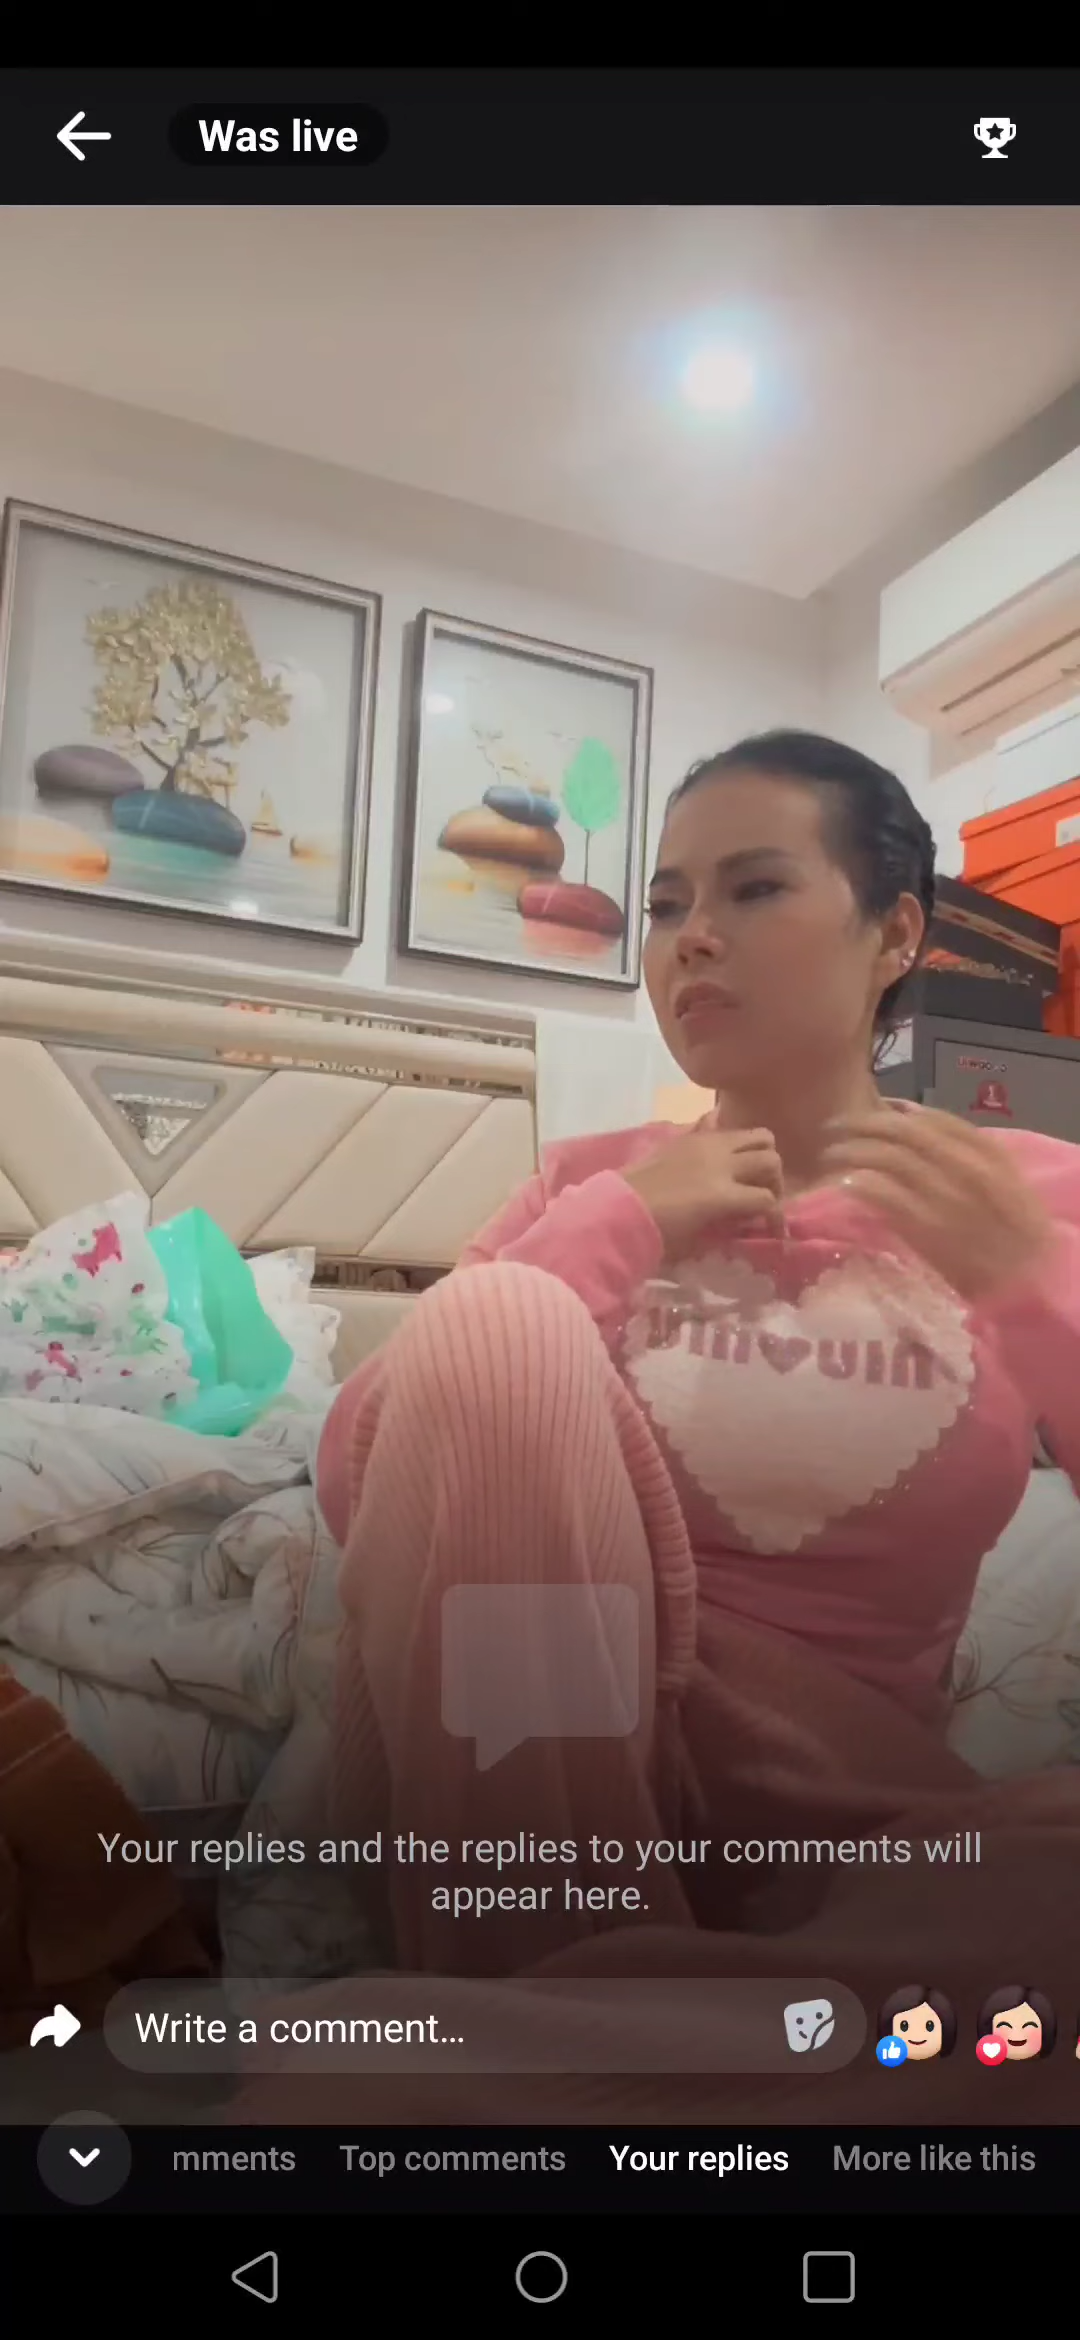 Was live
Your replies and the replies to your comments will
appear here.
Write a comment...
mments
Top comments
Your replies
More like this